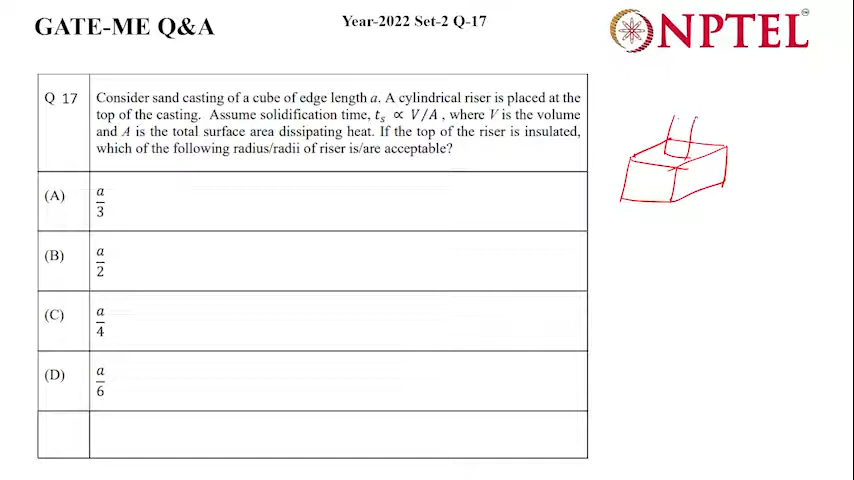 GATE-ME Q&A
Year-2022 Set-2 Q-17
NPTEL
Q 17
Consider sand casting of a cube of edge length a. A cylindrical riser is placed at the
top of the casting. Assume solidification time, tₛ ∝ V/A , where V is the volume
and A is the total surface area dissipating heat. If the top of the riser is insulated,
which of the following radius/radii of riser is/are acceptable?
(A) a/3
(B) a/2
(C) a/4
(D) a/6